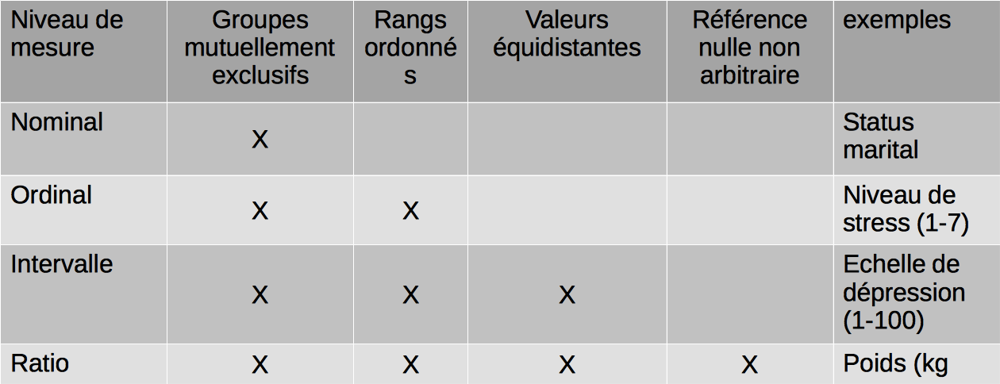 Niveau de
mesure
Groupes
mutuellement
exclusifs
Rangs
ordonné
s
Valeurs
équidistantes
Référence
nulle non
arbitraire
exemples
Nominal
X
Status
marital
Ordinal
X
X
Niveau de
stress (1-7)
Intervalle
X
X
X
Echelle de
dépression
(1-100)
Ratio
X
X
X
X
Poids (kg